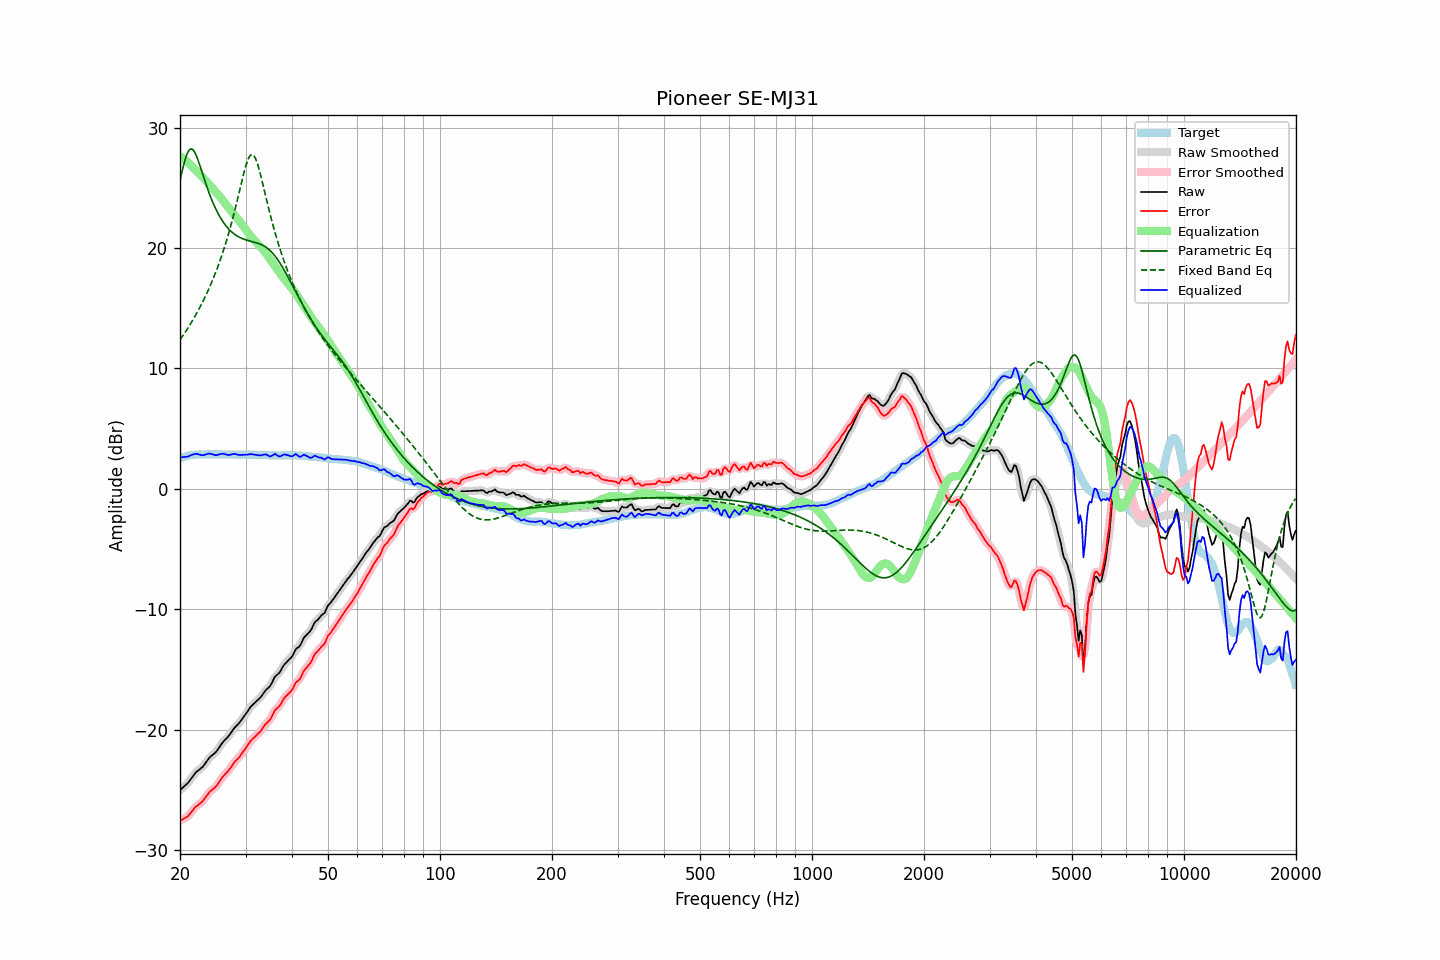 Pioneer SE-MJ31
Amplitude (dBr)
30
20
10
0
−10
−20
−30
Target
Raw Smoothed
Error Smoothed
Raw
Error
Equalization
Parametric Eq
Fixed Band Eq
Equalized
20 50 100 200 500 1000 2000 5000 10000 20000
Frequency (Hz)